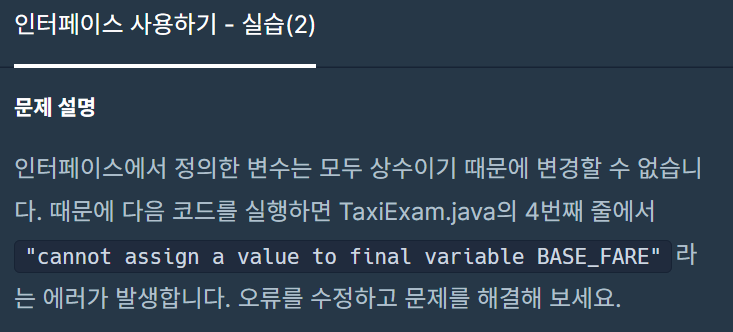 인터페이스 사용하기 - 실습(2)
문제 설명
인터페이스에서 정의한 변수는 모두 상수이기 때문에 변경할 수 없습니
다. 때문에 다음 코드를 실행하면 TaxiExam.java의 4번째 줄에서
"cannot assign a value to final variable BASE_FARE" 라
는 에러가 발생합니다. 오류를 수정하고 문제를 해결해 보세요.